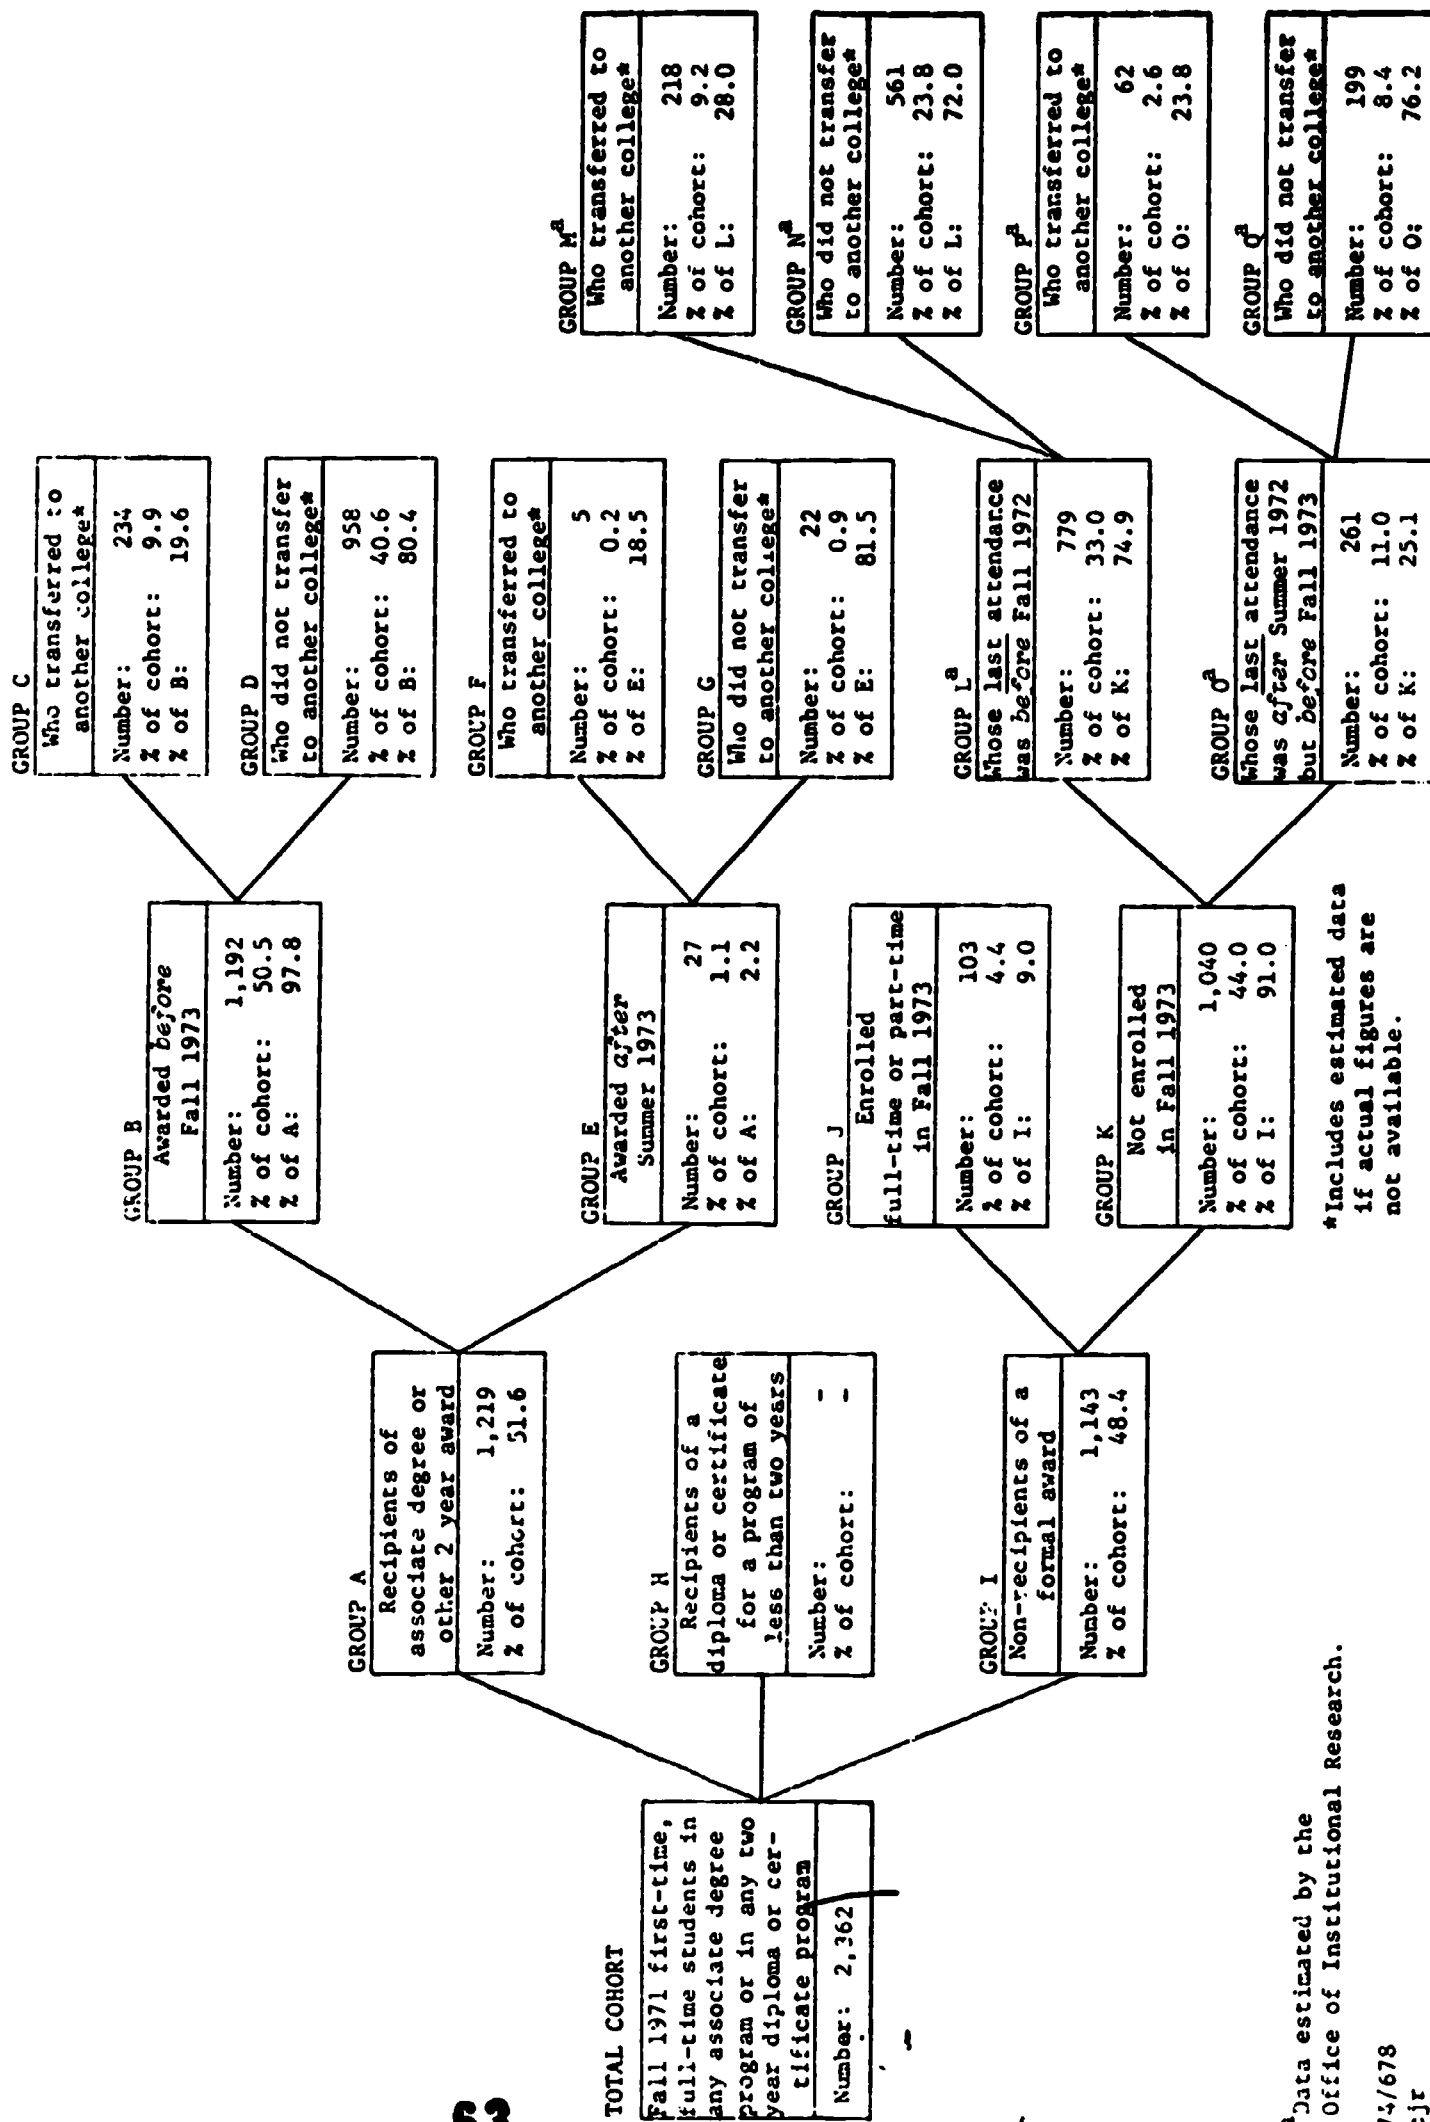 TOTAL COHORT
Fall 1971 first-time,
full-time students in
any associate degree
program or in any two
year diploma or cer-
tificate program
Number: 2,362
GROUP A
Recipients of
associate degree or
other 2 year award
Number: 1,219
% of cohort: 51.6
GROUP H
Recipients of a
diploma or certificate
for a program of
less than two years
Number: -
% of cohort: -
GROUP I
Non-recipients of a
formal award
Number: 1,143
% of cohort: 48.4
GROUP B
Awarded before
Fall 1973
Number: 1,192
% of cohort: 50.5
% of A: 97.8
GROUP E
Awarded after
Summer 1973
Number: 27
% of cohort: 1.1
% of A: 2.2
GROUP J
Enrolled
full-time or part-time
in Fall 1973
Number: 103
% of cohort: 4.4
% of I: 9.0
GROUP K
Not enrolled
in Fall 1973
Number: 1,040
% of cohort: 44.0
% of I: 91.0
GROUP C
Who transferred to
another college*
Number: 234
% of cohort: 9.9
% of B: 19.6
GROUP D
Who did not transfer
to another college*
Number: 958
% of cohort: 40.6
% of B: 80.4
GROUP F
Who transferred to
another college*
Number: 5
% of cohort: 0.2
% of E: 18.5
GROUP G
Who did not transfer
to another college*
Number: 22
% of cohort: 0.9
% of E: 81.5
GROUP Lª
Whose last attendance
was before Fall 1972
Number: 779
% of cohort: 33.0
% of K: 74.9
GROUP Oª
Whose last attendance
was after Summer 1972
but before Fall 1973
Number: 261
% of cohort: 11.0
% of K: 25.1
GROUP Mª
Who transferred to
another college*
Number: 218
% of cohort: 9.2
% of L: 28.0
GROUP Nª
Who did not transfer
to another college*
Number: 561
% of cohort: 23.8
% of L: 72.0
GROUP Pª
Who transferred to
another college*
Number: 62
% of cohort: 2.6
% of O: 23.8
GROUP Qª
Who did not transfer
to another college*
Number: 199
% of cohort: 8.4
% of O: 76.2
*Includes estimated data
if actual figures are
not available.
ªData estimated by the
Office of Institutional Research.
74/678
cjr